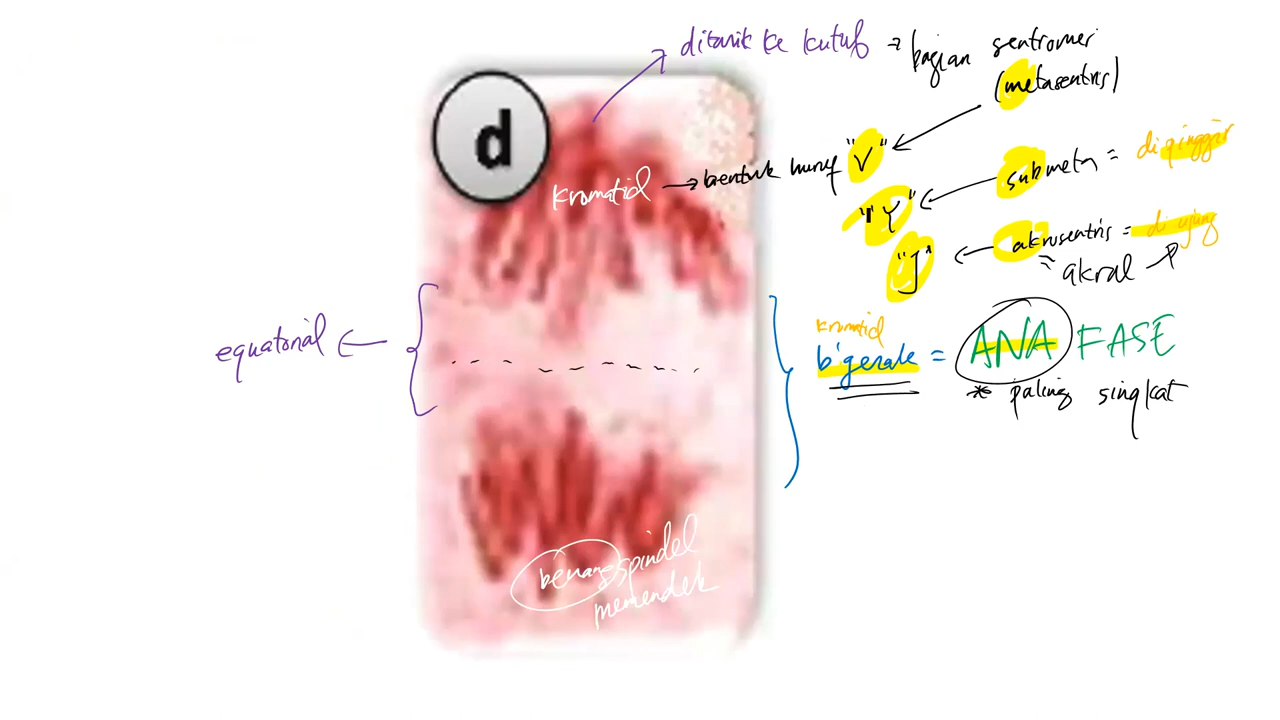 ditarik ke kutub → bagian sentromer
(metasentris)
d
kromatid → bentuk huruf "V"
"Y" ← submeta = dipinggir
"J" ← akrosentris = di ujung
= akral
equatorial
kromatid
b'gerak = ANAFASE
* paling singkat
benang spindel
memendek